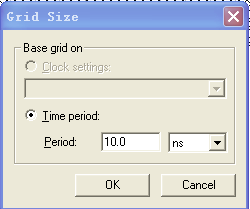 Grid Size
Base grid on
Clock settings:
Time period:
Period: 10.0 ns
OK Cancel